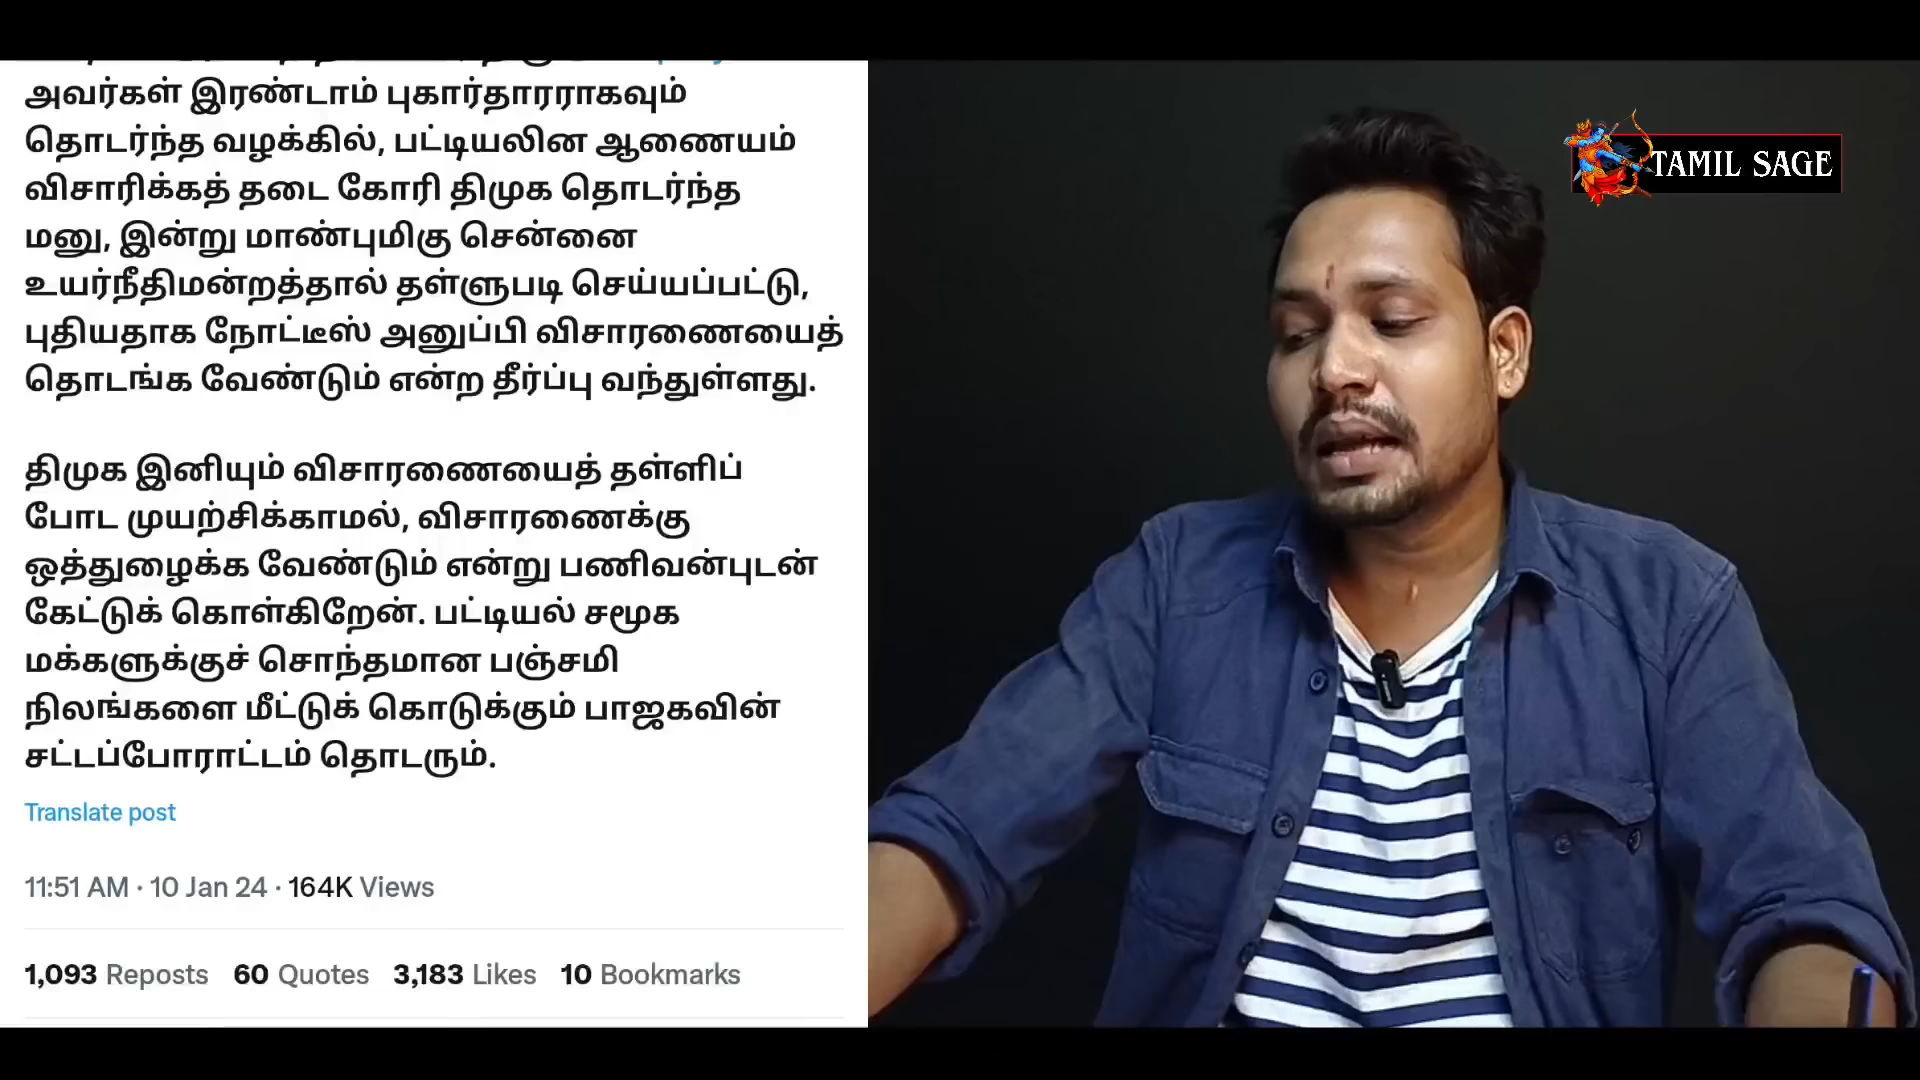 அவர்கள் இரண்டாம் புகார்தாரராகவும்
தொடர்ந்த வழக்கில், பட்டியலின ஆணையம்
விசாரிக்கத் தடை கோரி திமுக தொடர்ந்த
மனு, இன்று மாண்புமிகு சென்னை
உயர்நீதிமன்றத்தால் தள்ளுபடி செய்யப்பட்டு,
புதியதாக நோட்டீஸ் அனுப்பி விசாரணையைத்
தொடங்க வேண்டும் என்ற தீர்ப்பு வந்துள்ளது.
திமுக இனியும் விசாரணையைத் தள்ளிப்
போட முயற்சிக்காமல், விசாரணைக்கு
ஒத்துழைக்க வேண்டும் என்று பணிவன்புடன்
கேட்டுக் கொள்கிறேன். பட்டியல் சமூக
மக்களுக்குச் சொந்தமான பஞ்சமி
நிலங்களை மீட்டுக் கொடுக்கும் பாஜகவின்
சட்டப்போராட்டம் தொடரும்.
Translate post
11:51 AM · 10 Jan 24 · 164K Views
1,093 Reposts 60 Quotes 3,183 Likes 10 Bookmarks
TAMIL SAGE